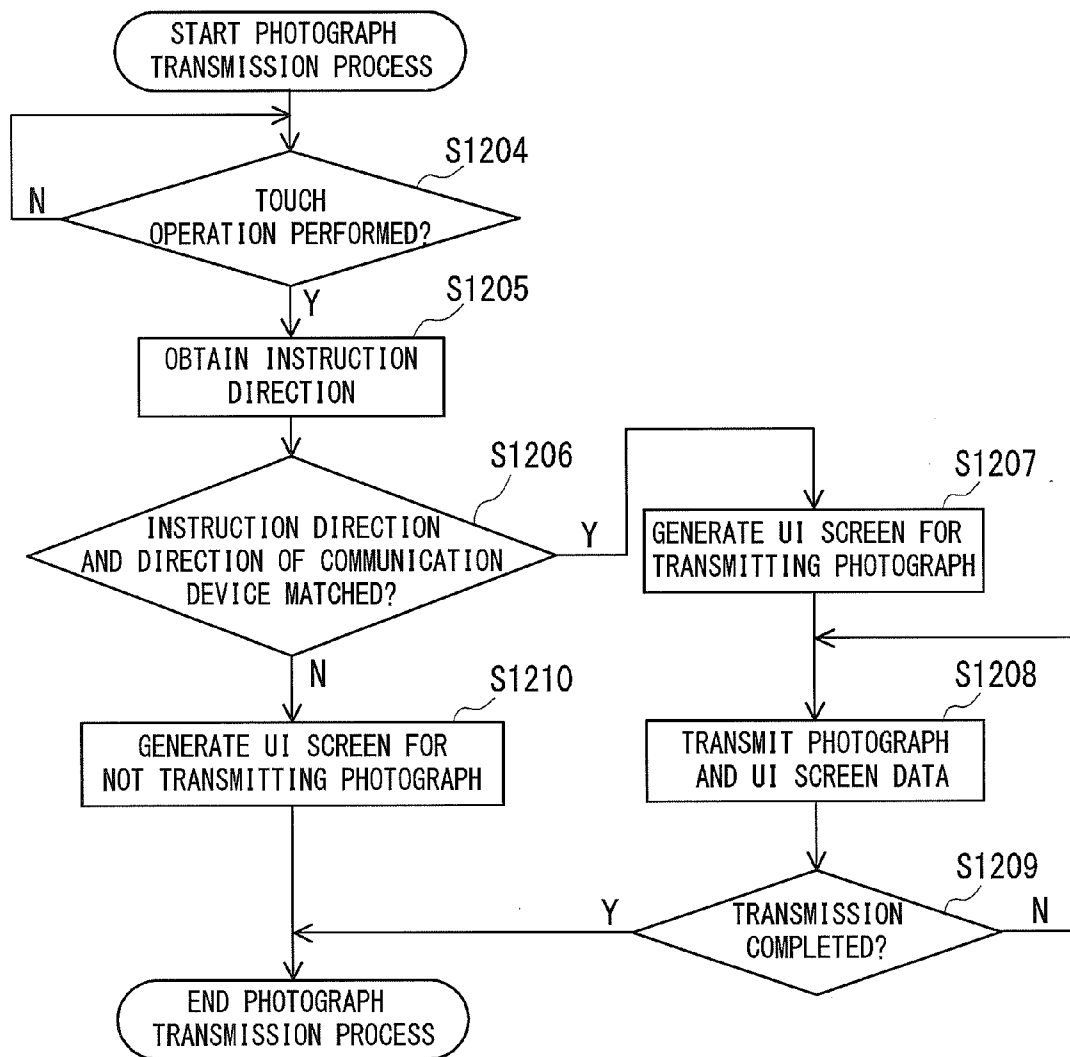 START PHOTOGRAPH
TRANSMISSION PROCESS
S1204
TOUCH
OPERATION PERFORMED?
N
Y
S1205
OBTAIN INSTRUCTION
DIRECTION
S1206
INSTRUCTION DIRECTION
AND DIRECTION OF COMMUNICATION
DEVICE MATCHED?
Y
N
S1207
GENERATE UI SCREEN FOR
TRANSMITTING PHOTOGRAPH
S1210
GENERATE UI SCREEN FOR
NOT TRANSMITTING PHOTOGRAPH
S1208
TRANSMIT PHOTOGRAPH
AND UI SCREEN DATA
S1209
TRANSMISSION
COMPLETED?
Y
N
END PHOTOGRAPH
TRANSMISSION PROCESS